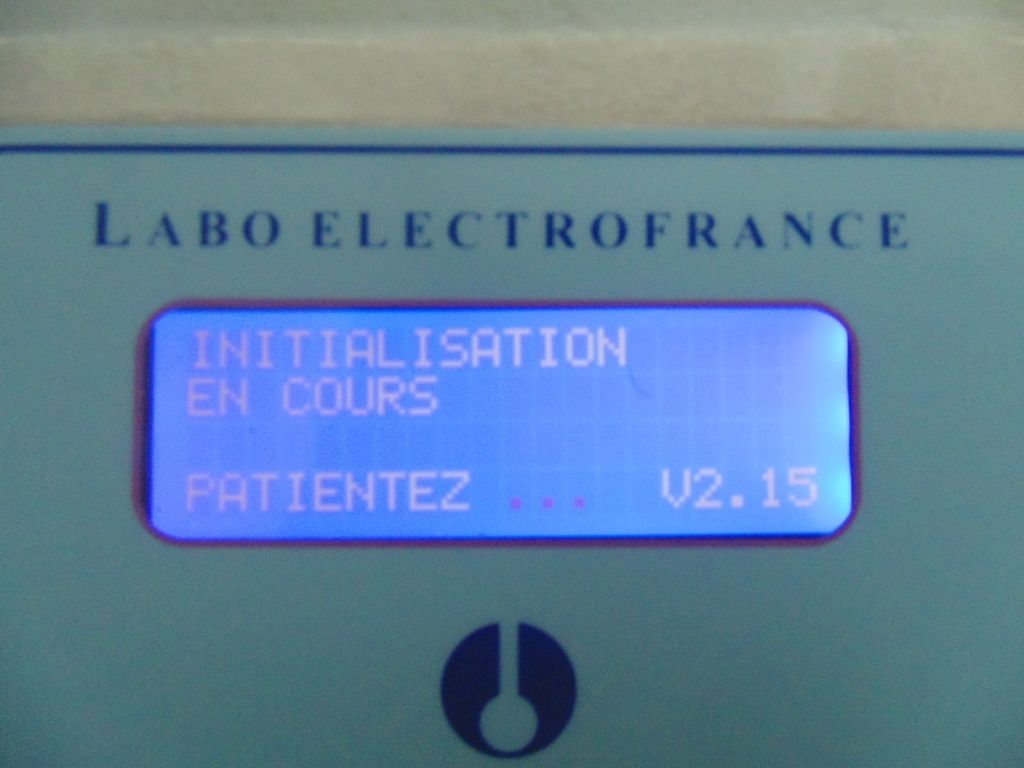 LABO ELECTROFRANCE
INITIALISATION
EN COURS
PATIENTEZ ... V2.15